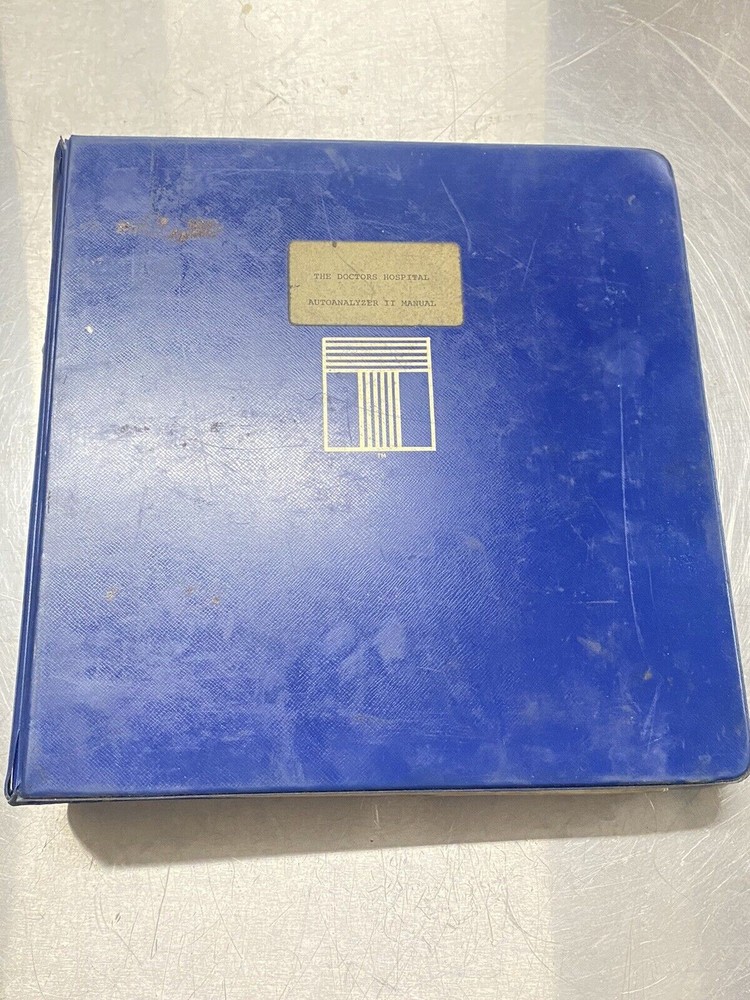 THE DOCTORS HOSPITAL
AUTOANALYZER II MANUAL
TM